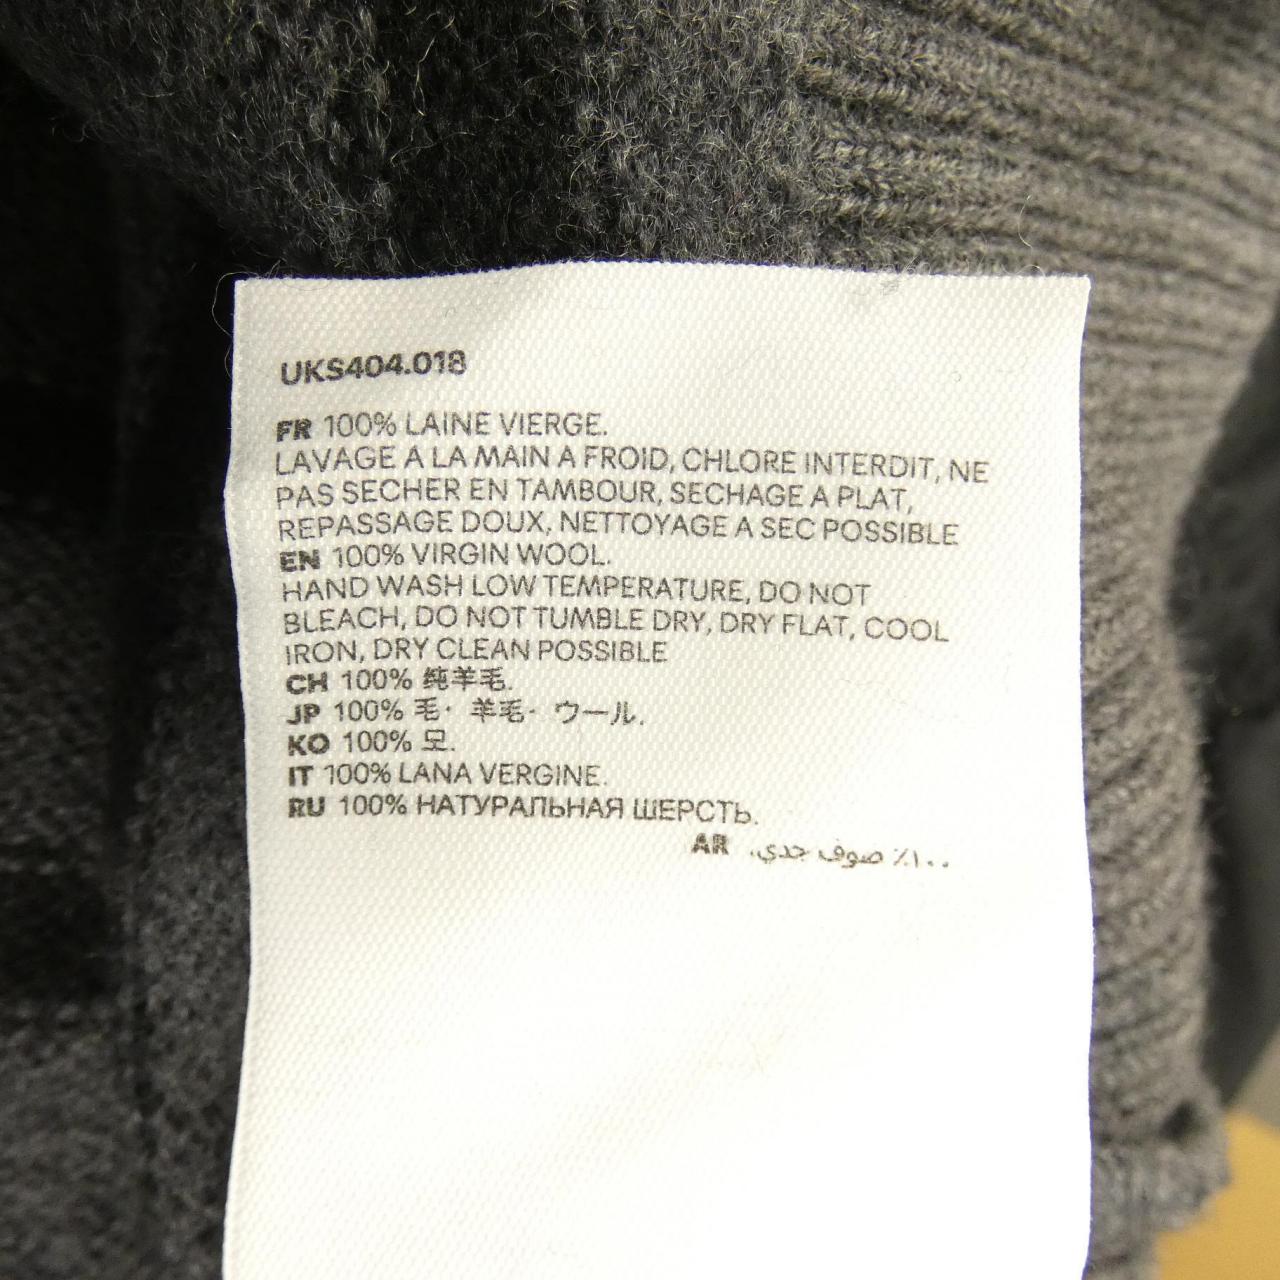 UKS404.018
FR 100% LAINE VIERGE.
LAVAGE A LA MAIN A FROID, CHLORE INTERDIT, NE
PAS SECHER EN TAMBOUR, SECHAGE A PLAT,
REPASSAGE DOUX, NETTOYAGE A SEC POSSIBLE
EN 100% VIRGIN WOOL.
HAND WASH LOW TEMPERATURE, DO NOT
BLEACH, DO NOT TUMBLE DRY, DRY FLAT, COOL
IRON, DRY CLEAN POSSIBLE
CH 100% 纯羊毛.
JP 100% 毛・羊毛・ウール.
KO 100% 모.
IT 100% LANA VERGINE.
RU 100% НАТУРАЛЬНАЯ ШЕРСТЬ.
AR ١٠٠٪ صوف جدي.